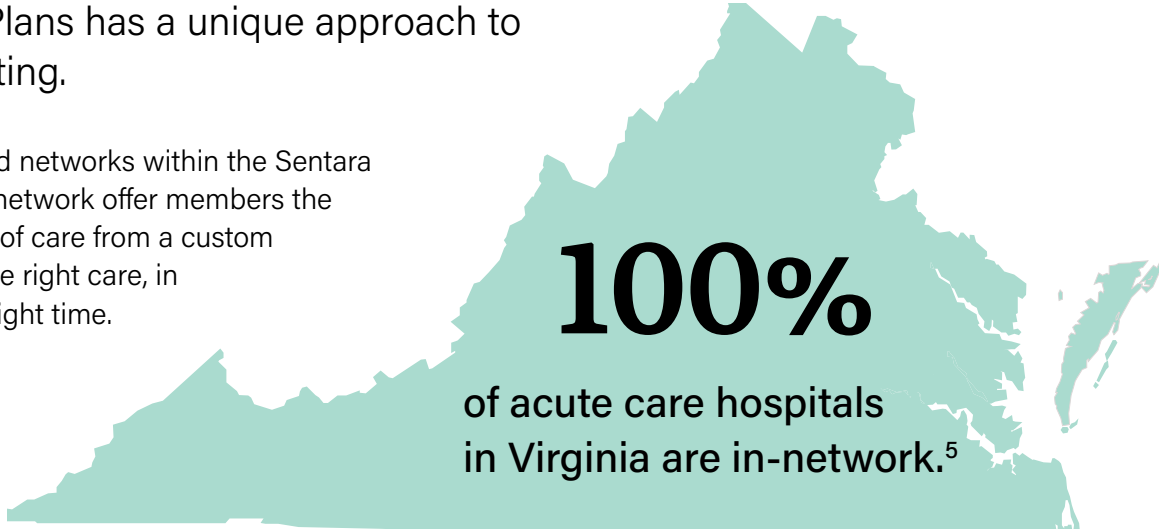 Plans has a unique approach to
ting.
d networks within the Sentara
network offer members the
of care from a custom
e right care, in
ight time.
100%
of acute care hospitals
in Virginia are in-network.⁵